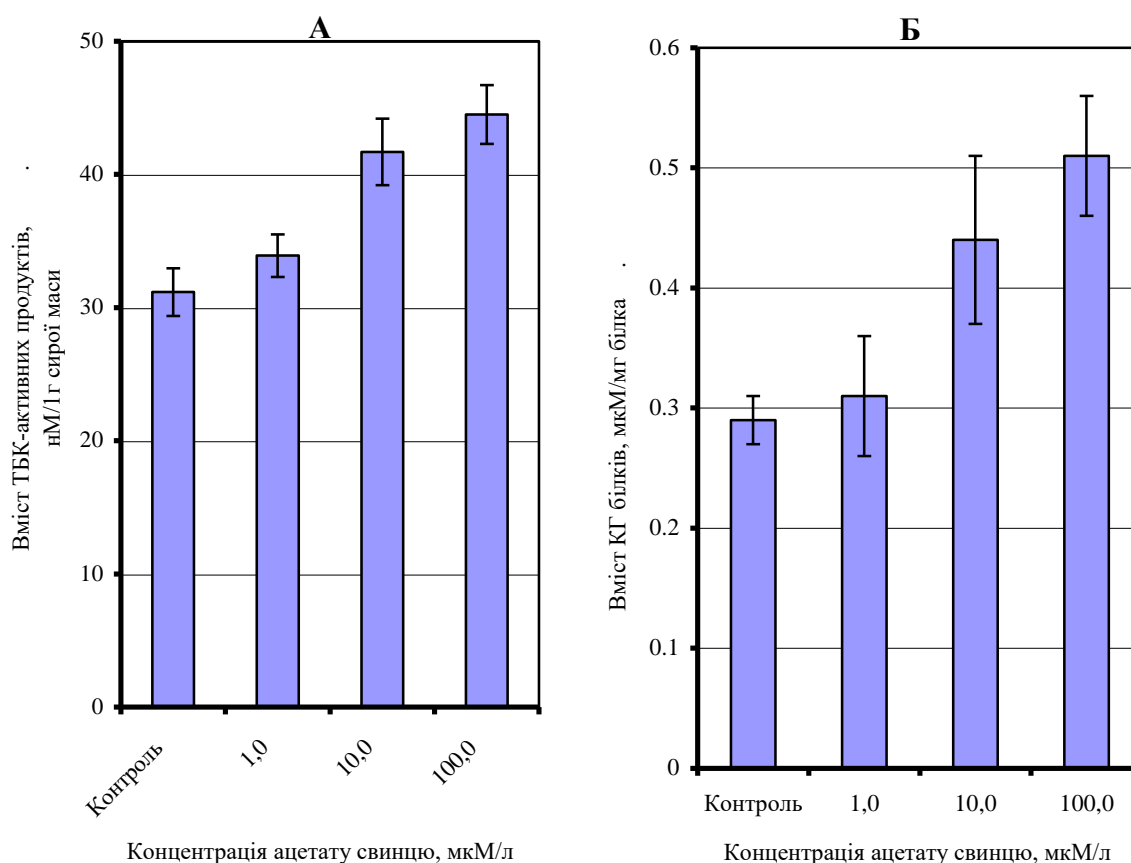 А
50
40
30
20
10
0
Вміст ТБК-активних продуктів, .
нМ/1г сирої маси
Контроль
1,0
10,0
100,0
Концентрація ацетату свинцю, мкМ/л
Б
0.6
0.5
0.4
0.3
0.2
0.1
0
Вміст КГ білків, мкМ/мг білка .
Контроль 1,0 10,0 100,0
Концентрація ацетату свинцю, мкМ/л